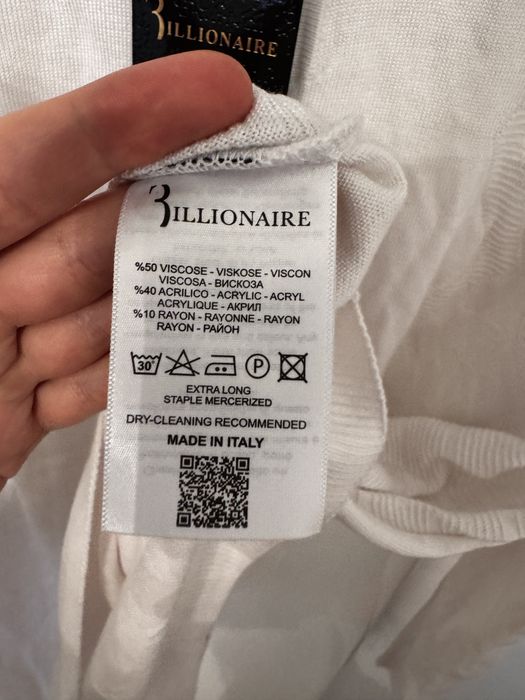 BILLIONAIRE
BILLIONAIRE
%50 VISCOSE - VISKOSE - VISCON
VISCOSA - ВИСКОЗА
%40 ACRILICO - ACRYLIC - ACRYL
ACRYLIQUE - АКРИЛ
%10 RAYON - RAYONNE - RAYON
RAYON - РАЙОН
30° P
EXTRA LONG
STAPLE MERCERIZED
DRY-CLEANING RECOMMENDED
MADE IN ITALY